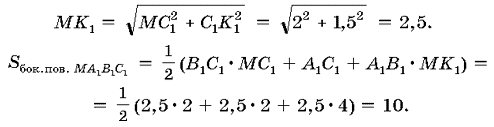 MK₁ = √(MC₁² + C₁K₁²) = √(2² + 1,5²) = 2,5.
Sбок.пов. MA₁B₁C₁ = 1/2 (B₁C₁·MC₁ + A₁C₁ + A₁B₁·MK₁) =
= 1/2 (2,5·2 + 2,5·2 + 2,5·4) = 10.